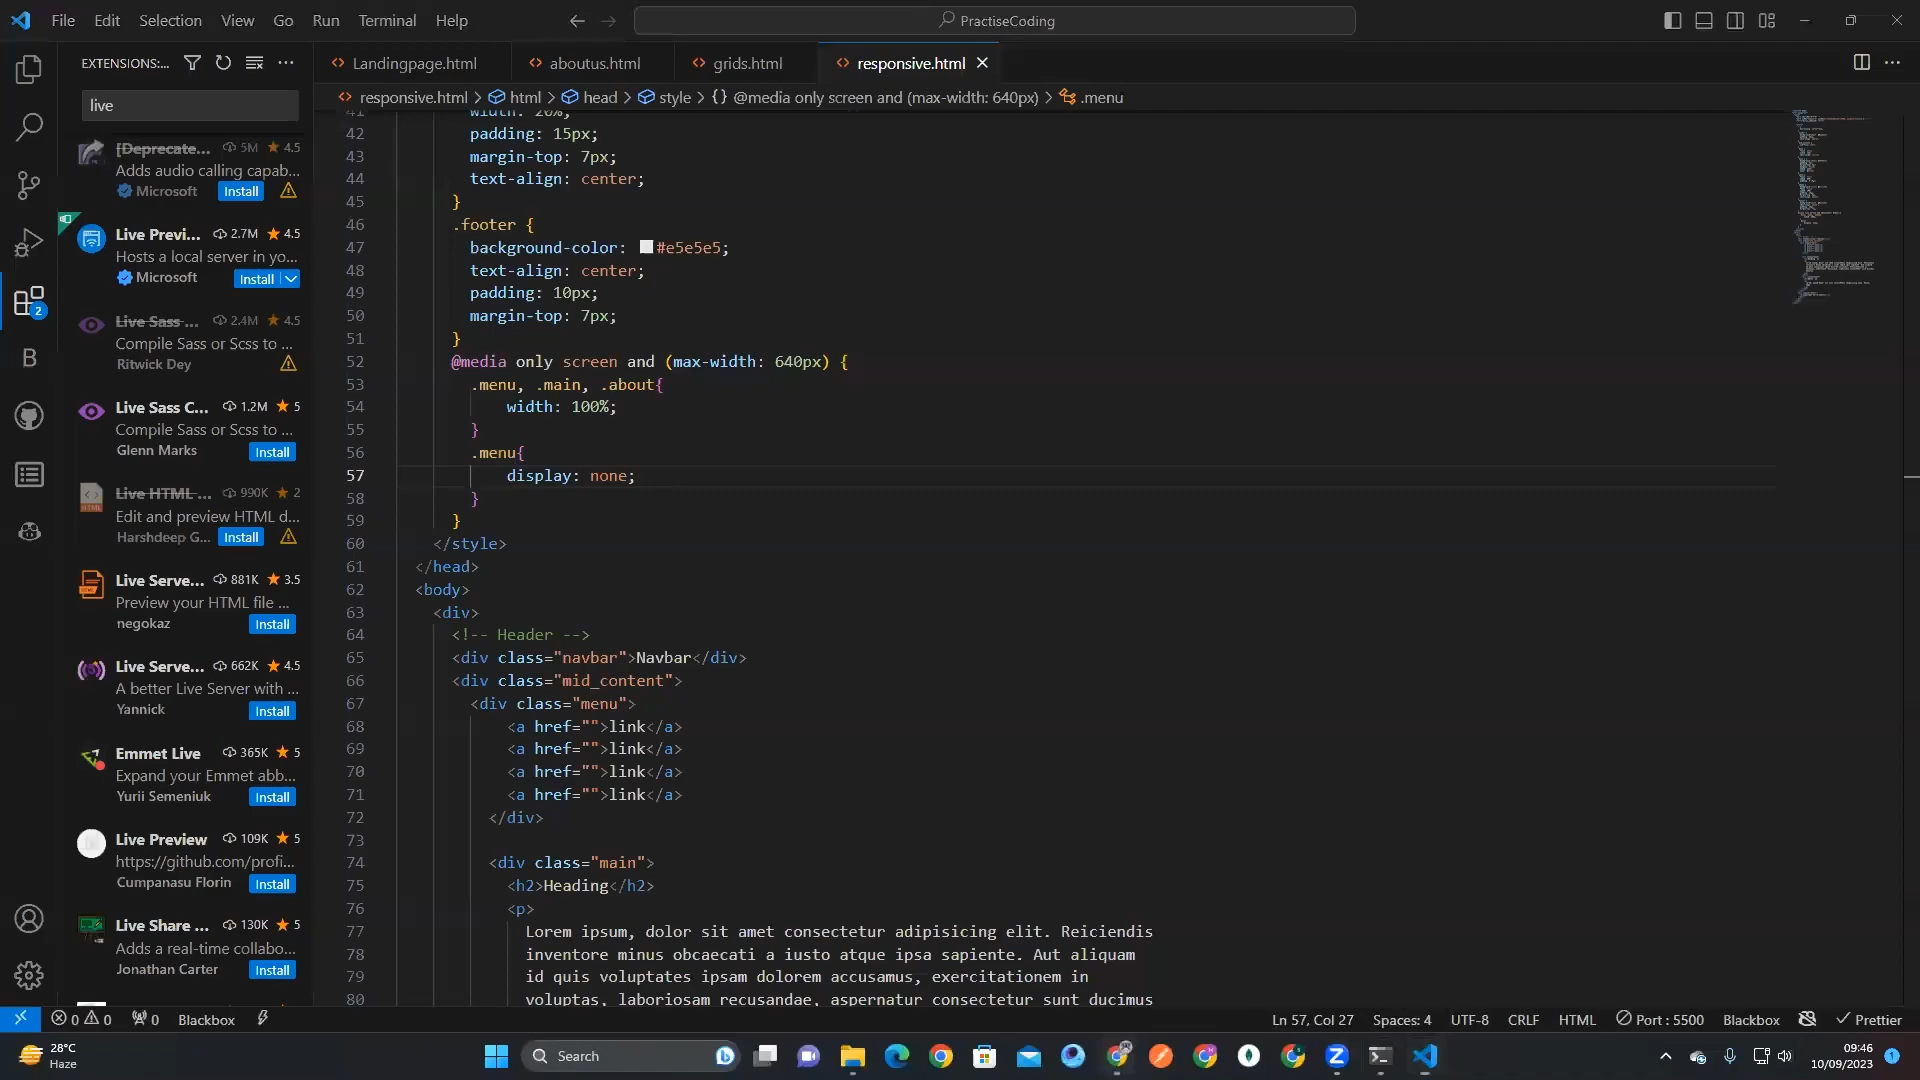 File Edit Selection View Go Run Terminal Help
PractiseCoding
EXTENSIONS:...
live
[Deprecate... 5M 4.5
Adds audio calling capab...
Microsoft Install
Live Previ... 2.7M 4.5
Hosts a local server in yo...
Microsoft Install
Live Sass ... 2.4M 4.5
Compile Sass or Scss to ...
Ritwick Dey
Live Sass C... 1.2M 5
Compile Sass or Scss to ...
Glenn Marks Install
Live HTML ... 990K 2
Edit and preview HTML d...
Harshdeep G... Install
Live Serve... 881K 3.5
Preview your HTML file ...
negokaz Install
Live Serve... 662K 4.5
A better Live Server with ...
Yannick Install
Emmet Live 365K 5
Expand your Emmet abb...
Yurii Semeniuk Install
Live Preview 109K 5
https://github.com/profi...
Cumpanasu Florin Install
Live Share ... 130K 5
Adds a real-time collabo...
Jonathan Carter Install
2
B
Landingpage.html aboutus.html grids.html responsive.html
responsive.html > html > head > style > {} @media only screen and (max-width: 640px) > .menu
41 width: 20%;
42 padding: 15px;
43 margin-top: 7px;
44 text-align: center;
45 }
46 .footer {
47 background-color: #e5e5e5;
48 text-align: center;
49 padding: 10px;
50 margin-top: 7px;
51 }
52 @media only screen and (max-width: 640px) {
53 .menu, .main, .about{
54 width: 100%;
55 }
56 .menu{
57 display: none;
58 }
59 }
60 </style>
61 </head>
62 <body>
63 <div>
64 <!-- Header -->
65 <div class="navbar">Navbar</div>
66 <div class="mid_content">
67 <div class="menu">
68 <a href="">link</a>
69 <a href="">link</a>
70 <a href="">link</a>
71 <a href="">link</a>
72 </div>
73
74 <div class="main">
75 <h2>Heading</h2>
76 <p>
77 Lorem ipsum, dolor sit amet consectetur adipisicing elit. Reiciendis
78 inventore minus obcaecati a iusto atque ipsa sapiente. Aut aliquam
79 id quis voluptates ipsam dolorem accusamus, exercitationem in
80 voluptas, laboriosam recusandae, aspernatur consectetur sunt ducimus
0 0 0 Blackbox Ln 57, Col 27 Spaces: 4 UTF-8 CRLF HTML Port : 5500 Blackbox Prettier
28°C
Haze
Search
09:46
10/09/2023
1